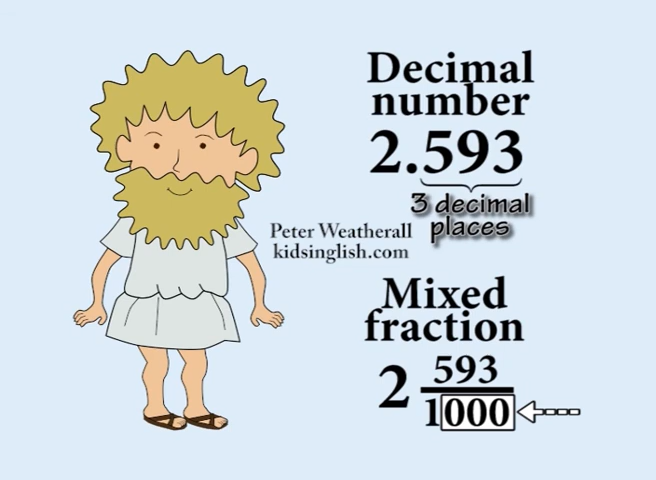 Decimal
number
2.593
3 decimal
places
Peter Weatherall
kidsinglish.com
Mixed
fraction
2 593
1000